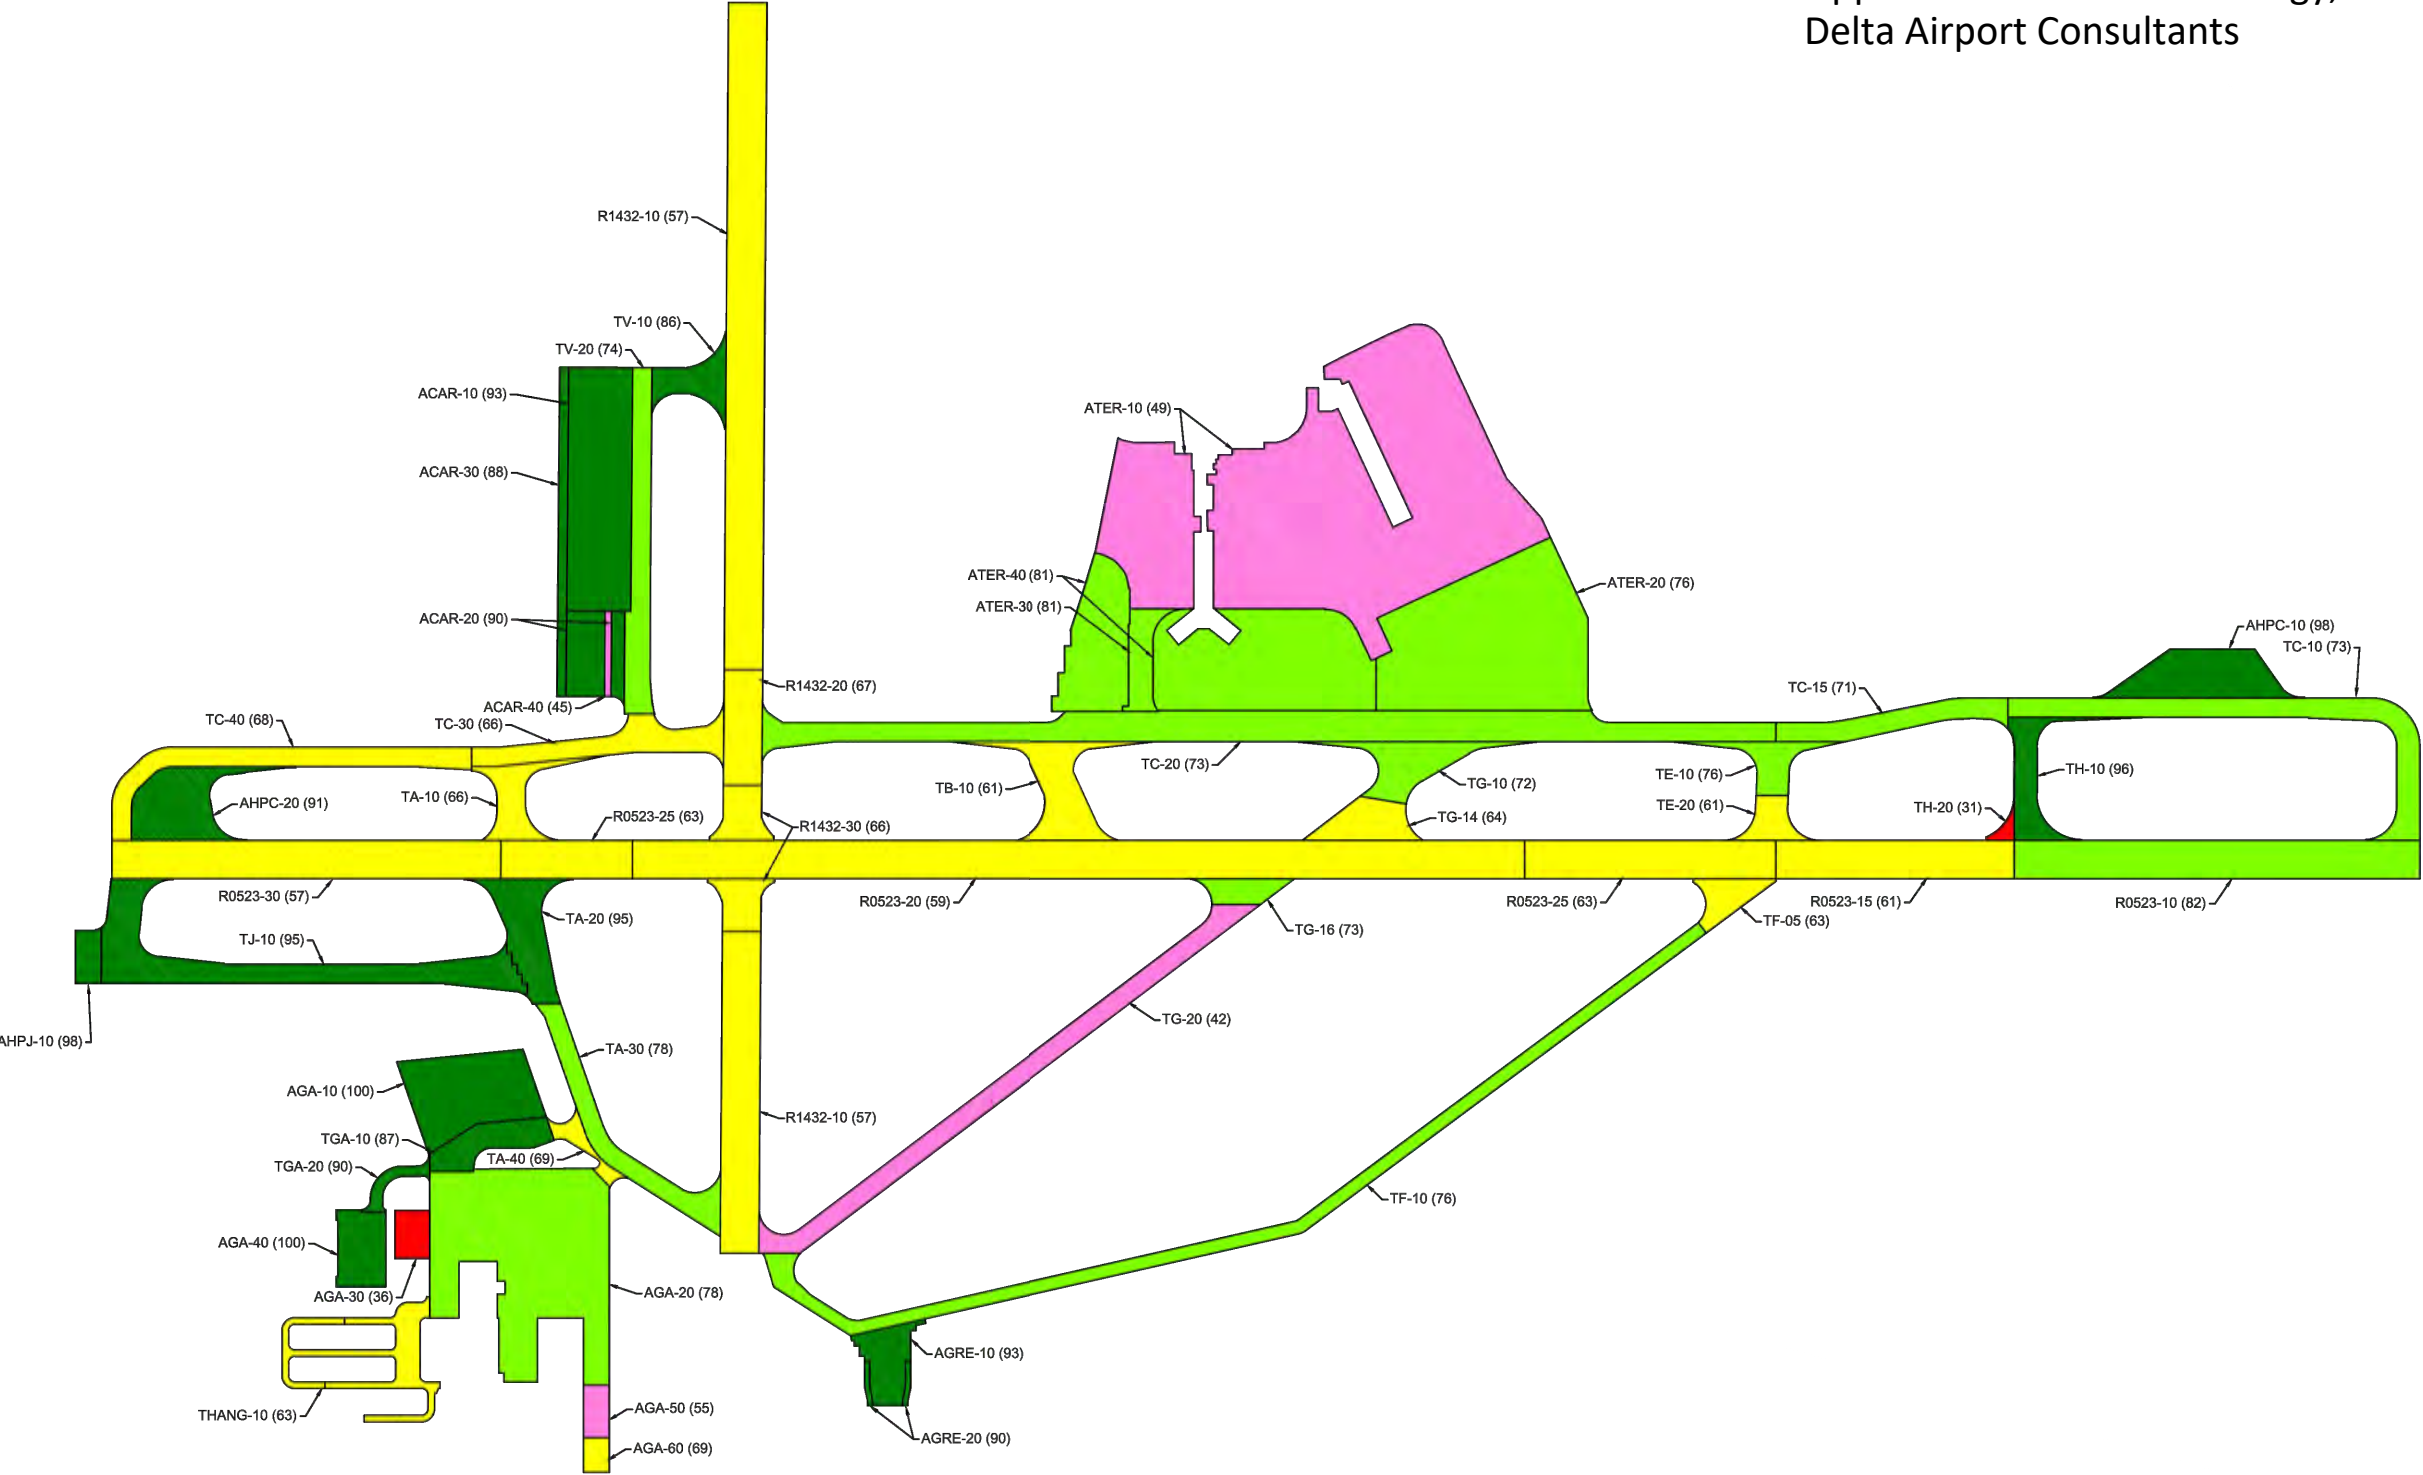 Delta Airport Consultants
R1432-10 (57)
TV-10 (86)
TV-20 (74)
ACAR-10 (93)
ATER-10 (49)
ACAR-30 (88)
ATER-40 (81)
ATER-20 (76)
ATER-30 (81)
ACAR-20 (90)
AHPC-10 (98)
TC-10 (73)
R1432-20 (67)
TC-15 (71)
ACAR-40 (45)
TC-40 (68)
TC-30 (66)
TC-20 (73)
TH-10 (96)
TE-10 (76)
TG-10 (72)
TB-10 (61)
TA-10 (66)
AHPC-20 (91)
TE-20 (61)
TH-20 (31)
R0523-25 (63)
TG-14 (64)
R1432-30 (66)
R0523-30 (57)
R0523-20 (59)
R0523-25 (63)
R0523-15 (61)
R0523-10 (82)
TA-20 (95)
TF-05 (63)
TG-16 (73)
TJ-10 (95)
TG-20 (42)
AHPJ-10 (98)
TA-30 (78)
AGA-10 (100)
R1432-10 (57)
TGA-10 (87)
TA-40 (69)
TGA-20 (90)
TF-10 (76)
AGA-40 (100)
AGA-20 (78)
AGA-30 (36)
AGRE-10 (93)
AGA-50 (55)
THANG-10 (63)
AGRE-20 (90)
AGA-60 (69)